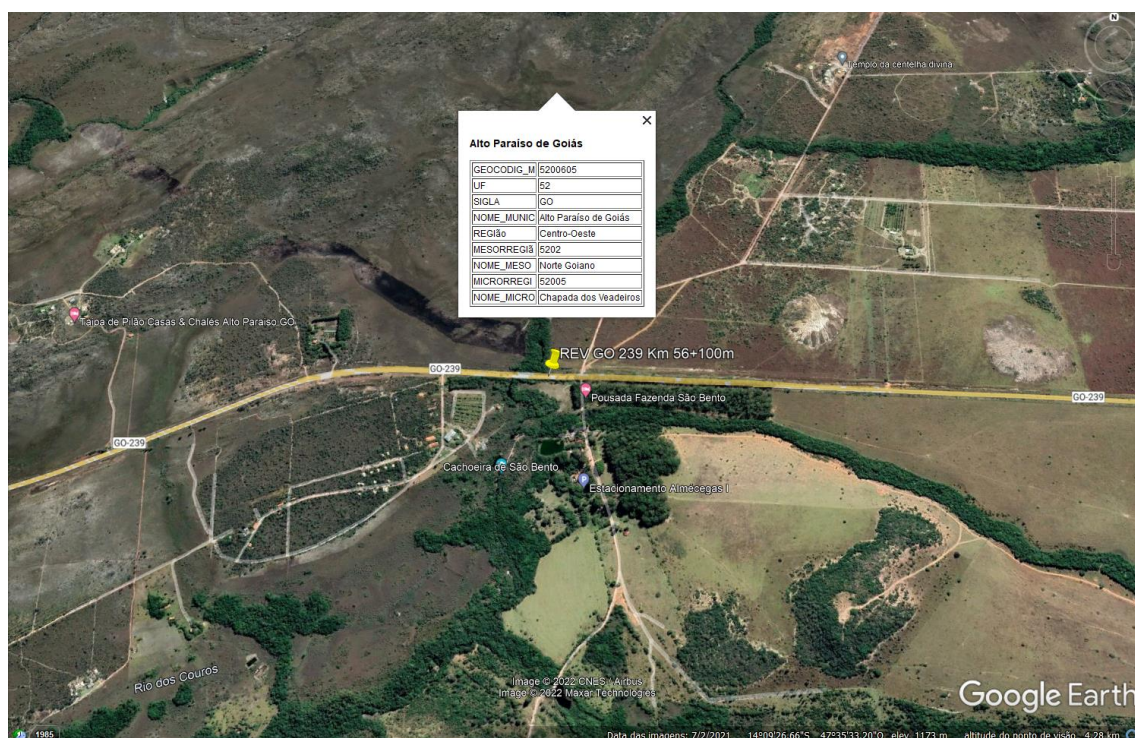 N
Templo da centelha divina
Alto Paraíso de Goiás
GEOCODIG_M 5200605
UF 52
SIGLA GO
NOME_MUNIC Alto Paraíso de Goiás
REGIão Centro-Oeste
MESORREGIã 5202
NOME_MESO Norte Goiano
MICRORREGI 52005
NOME_MICRO Chapada dos Veadeiros
Taipa de Pilão Casas & Chalés Alto Paraíso GO
REV GO 239 Km 56+100m
GO-239
Pousada Fazenda São Bento
GO-239
GO-239
Cachoeira de São Bento
P
Estacionamento Almécegas I
Rio dos Couros
Image © 2022 CNES / Airbus
Image © 2022 Maxar Technologies
Google Earth
1985
Data das imagens: 7/2/2021 14°09'26.66"S 47°35'33.20"O elev. 1173 m altitude do ponto de visão 4.28 km